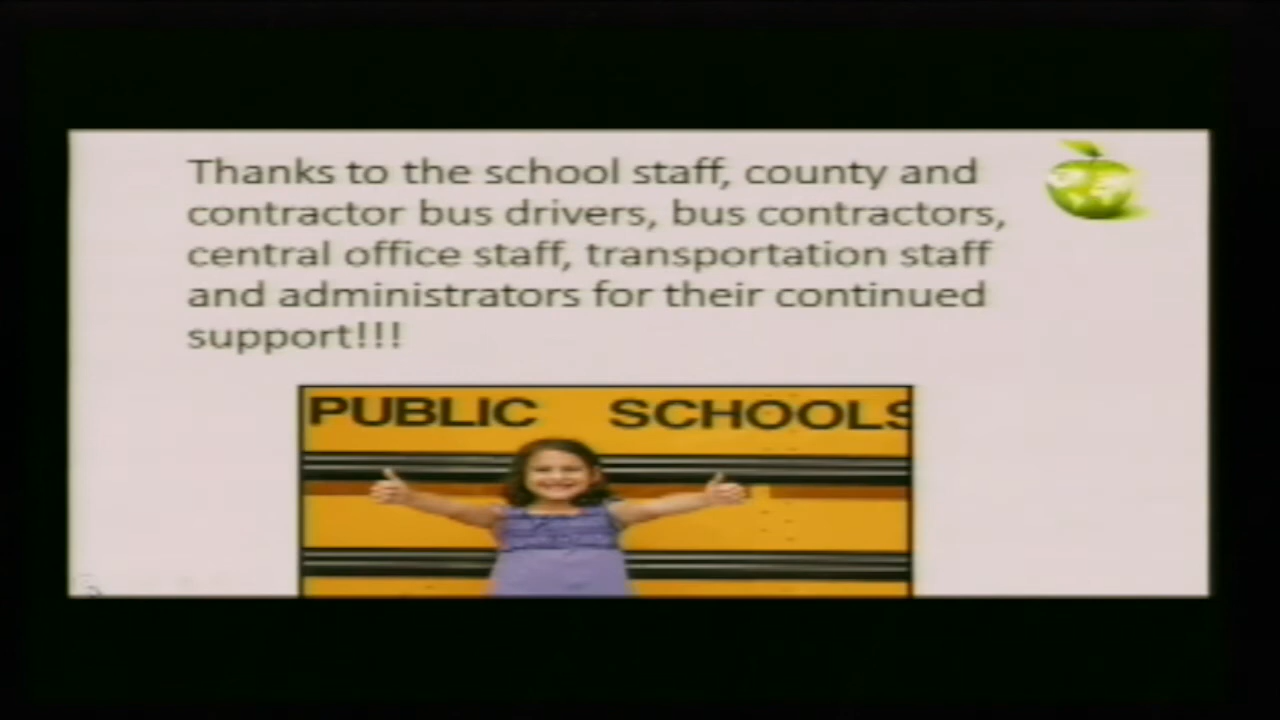 Thanks to the school staff, county and
contractor bus drivers, bus contractors,
central office staff, transportation staff
and administrators for their continued
support!!!
PUBLIC SCHOOLS